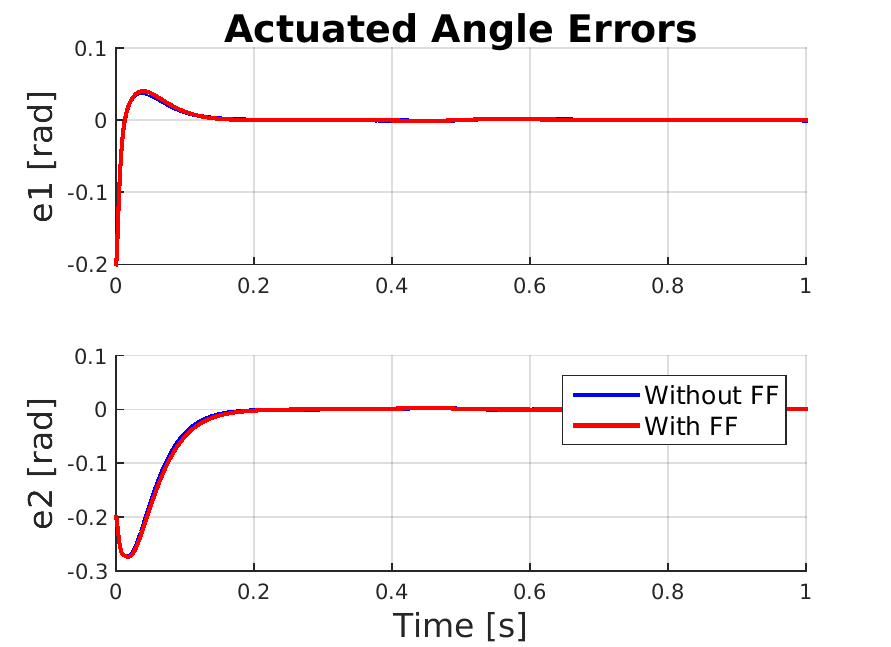 Actuated Angle Errors
0.1
0
-0.1
-0.2
e1 [rad]
0 0.2 0.4 0.6 0.8 1
0.1
0
-0.1
-0.2
-0.3
e2 [rad]
Without FF
With FF
0 0.2 0.4 0.6 0.8 1
Time [s]